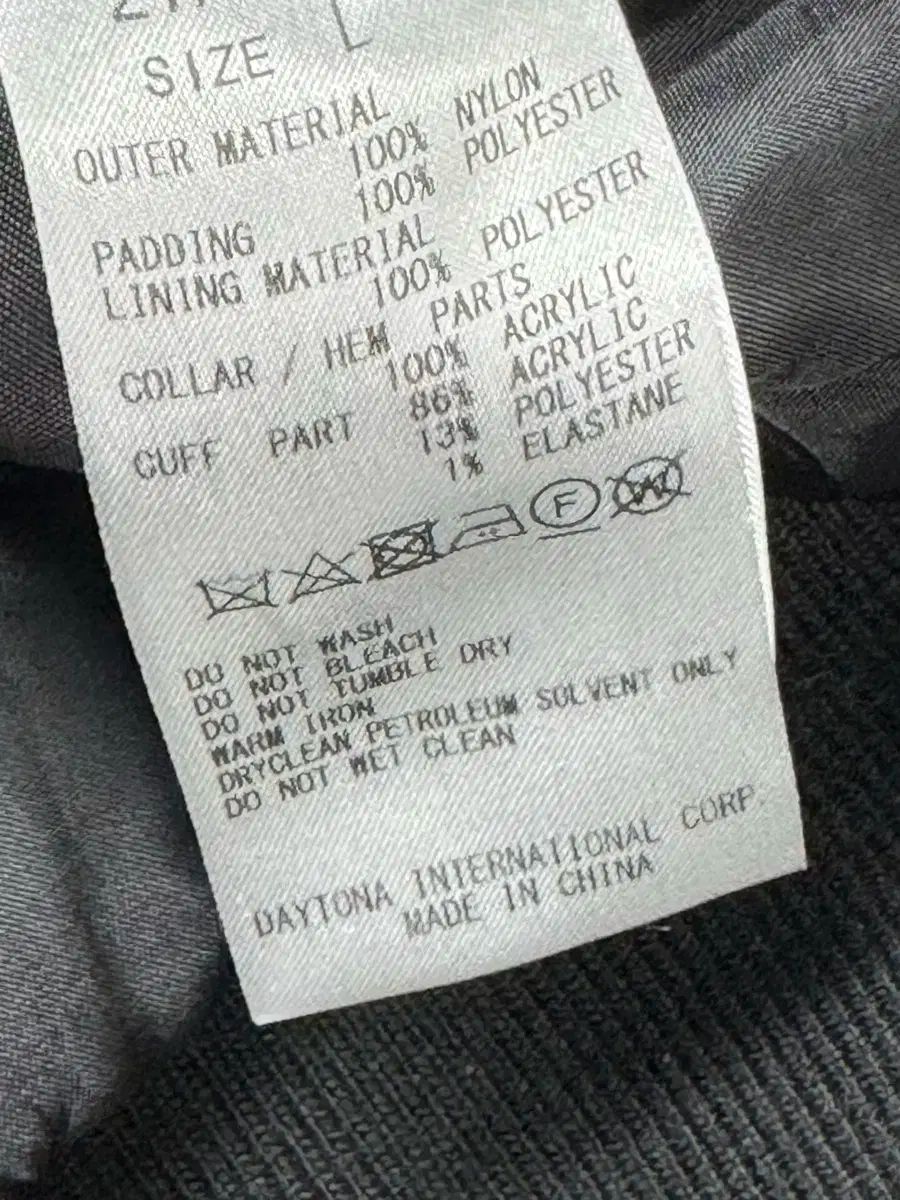 SIZE L
OUTER MATERIAL
100% NYLON
PADDING 100% POLYESTER
LINING MATERIAL
100% POLYESTER
COLLAR / HEM PARTS
100% ACRYLIC
CUFF PART 86% ACRYLIC
13% POLYESTER
1% ELASTANE
F W
DO NOT WASH
DO NOT BLEACH
DO NOT TUMBLE DRY
WARM IRON
DRYCLEAN PETROLEUM SOLVENT ONLY
DO NOT WET CLEAN
DAYTONA INTERNATIONAL CORP.
MADE IN CHINA